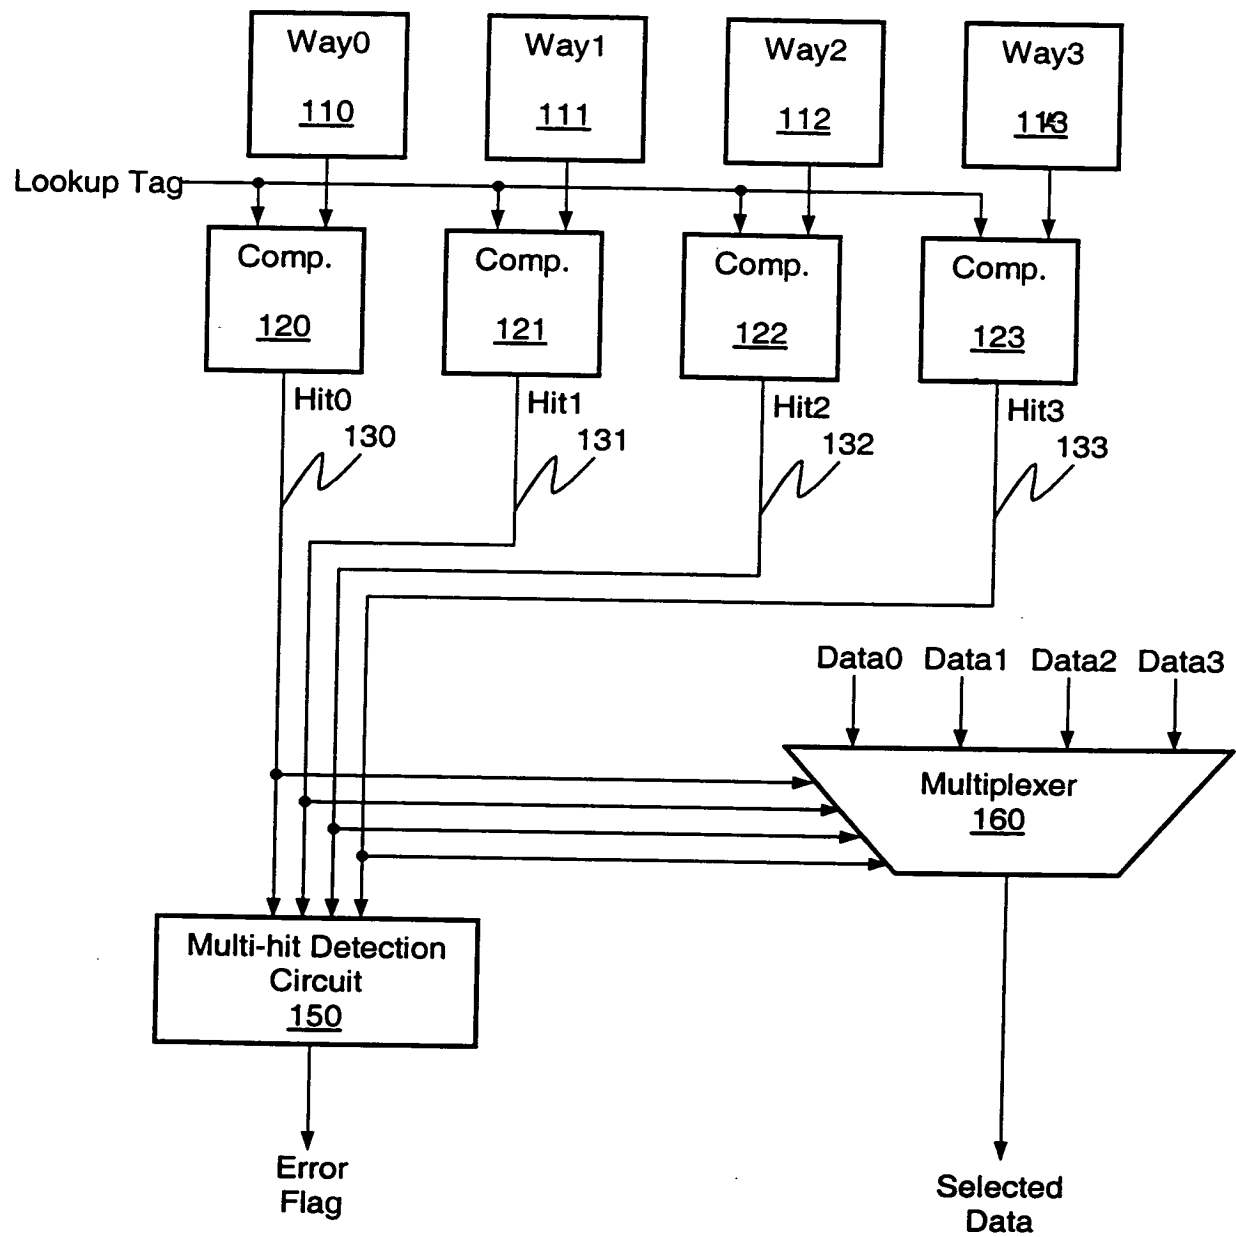 Way0
110
Way1
111
Way2
112
Way3
113
Lookup Tag
Comp.
120
Comp.
121
Comp.
122
Comp.
123
Hit0
130
Hit1
131
Hit2
132
Hit3
133
Data0
Data1
Data2
Data3
Multiplexer
160
Multi-hit Detection
Circuit
150
Error
Flag
Selected
Data